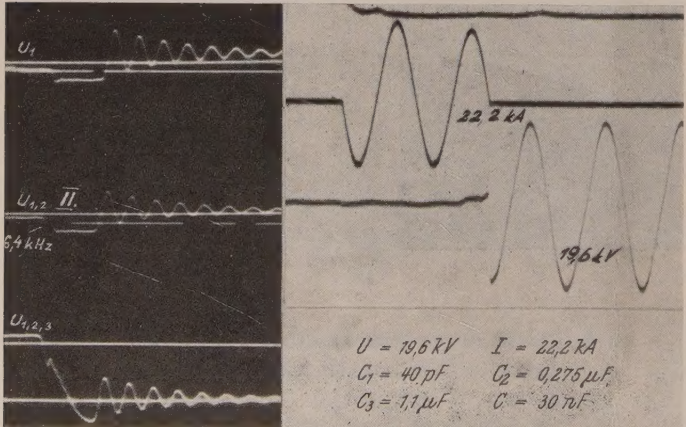 U₁
U₁,₂ II.
6,4 kHz
U₁,₂,₃
22,2 kA
19,6 kV
U = 19,6 kV I = 22,2 kA
C₁ = 40 pF C₂ = 0,275 µF
C₃ = 1,1 µF C = 30 nF